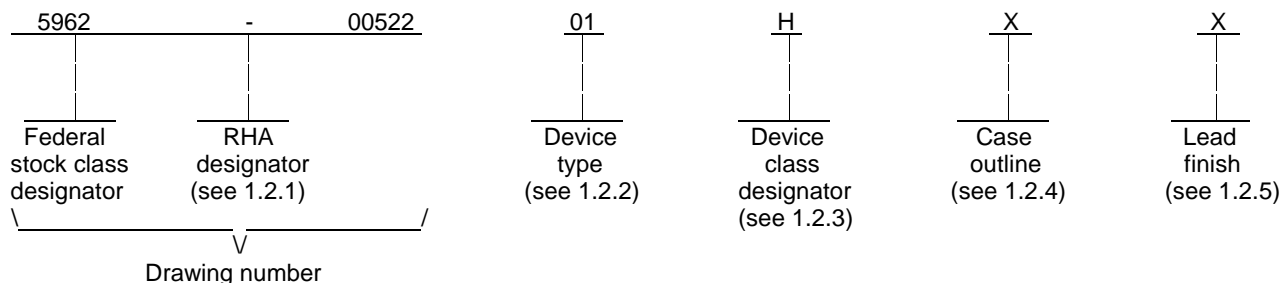 5962 - 00522 01 H X X
Federal stock class designator
RHA designator (see 1.2.1)
Device type (see 1.2.2)
Device class designator (see 1.2.3)
Case outline (see 1.2.4)
Lead finish (see 1.2.5)
\ / 
\/
Drawing number